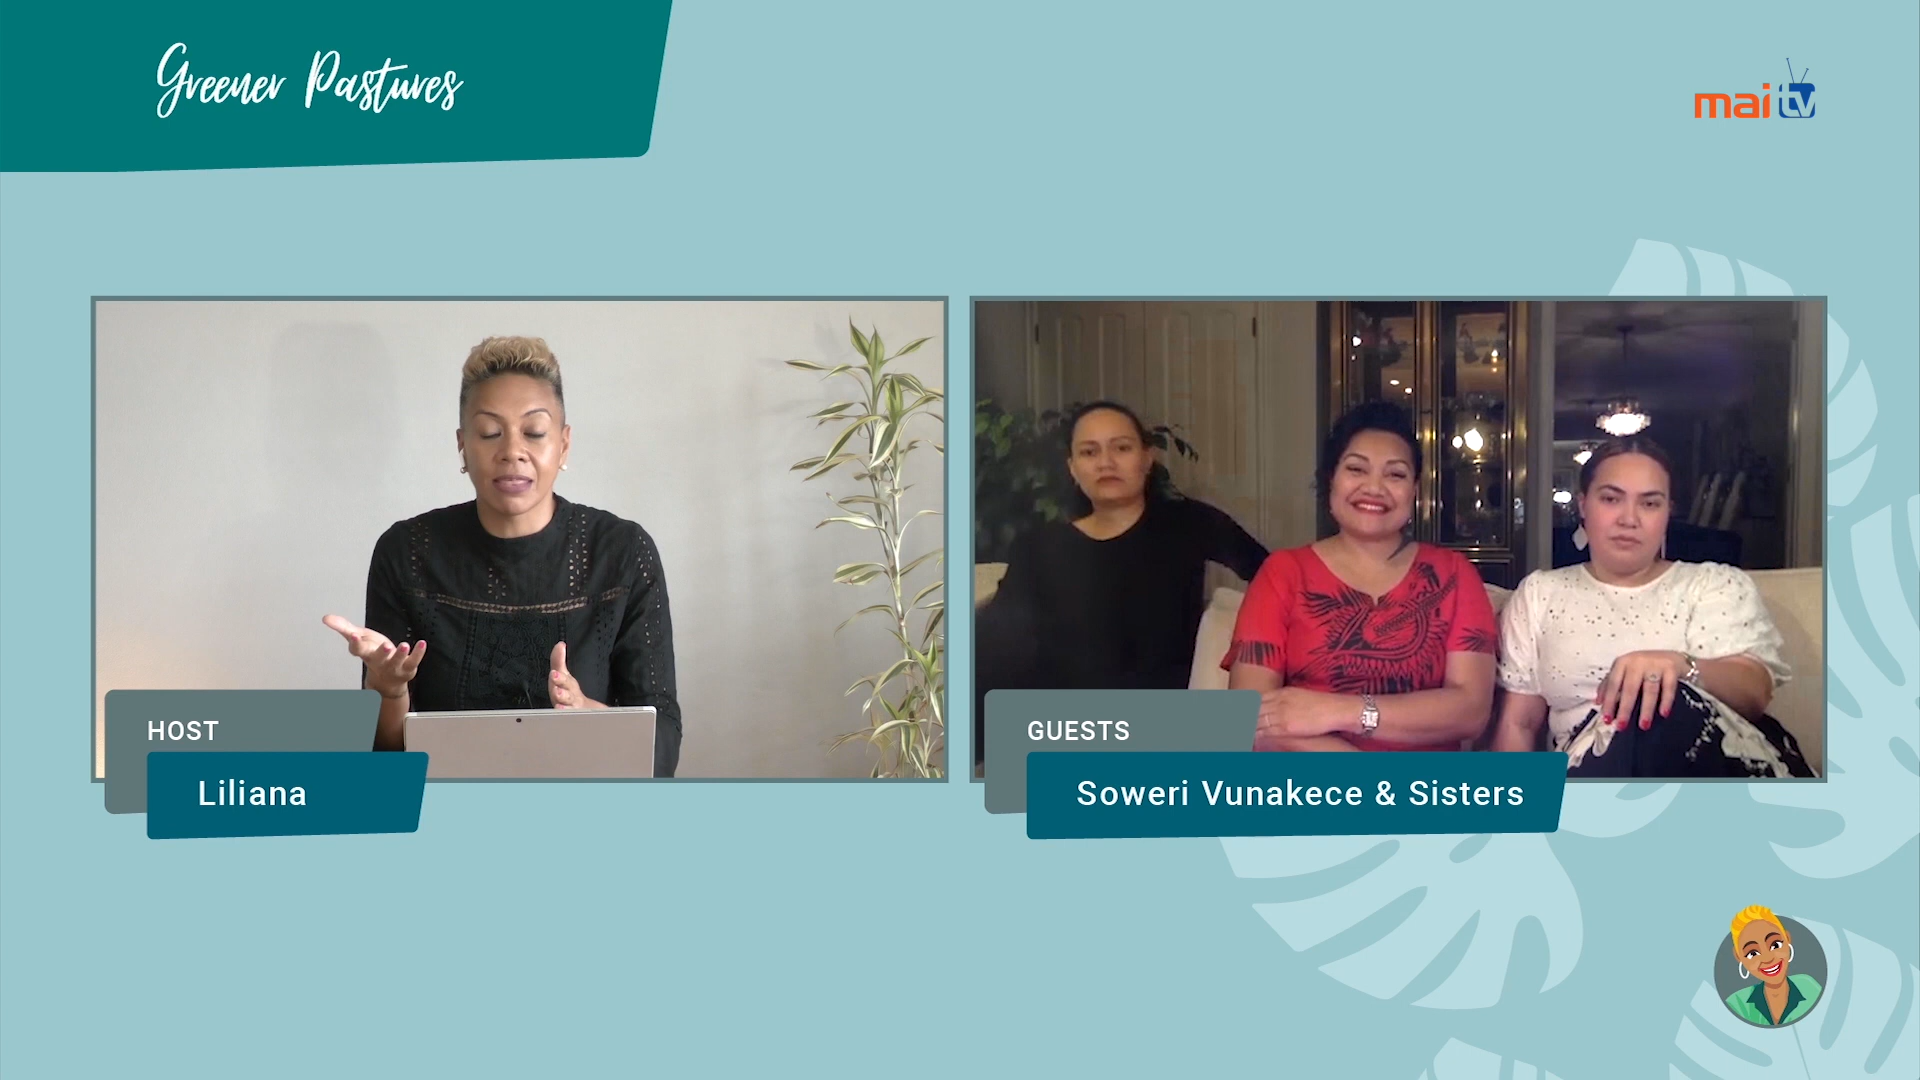 Greener Pastures
mai tv
HOST
Liliana
GUESTS
Soweri Vunakece & Sisters